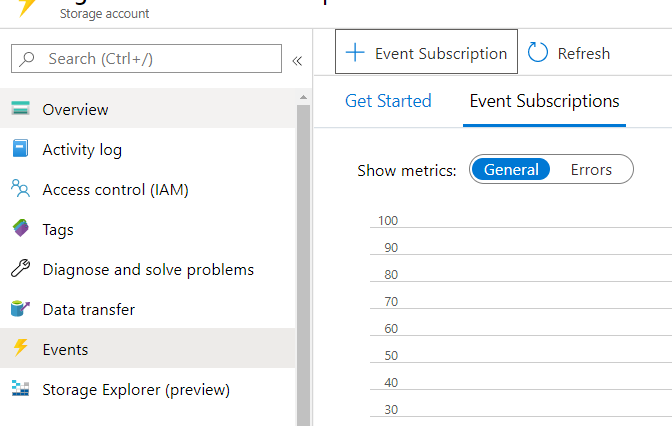 Storage account
Search (Ctrl+/)
«
Overview
Activity log
Access control (IAM)
Tags
Diagnose and solve problems
Data transfer
Events
Storage Explorer (preview)
Event Subscription
Refresh
Get Started
Event Subscriptions
Show metrics:
General
Errors
100
90
80
70
60
50
40
30